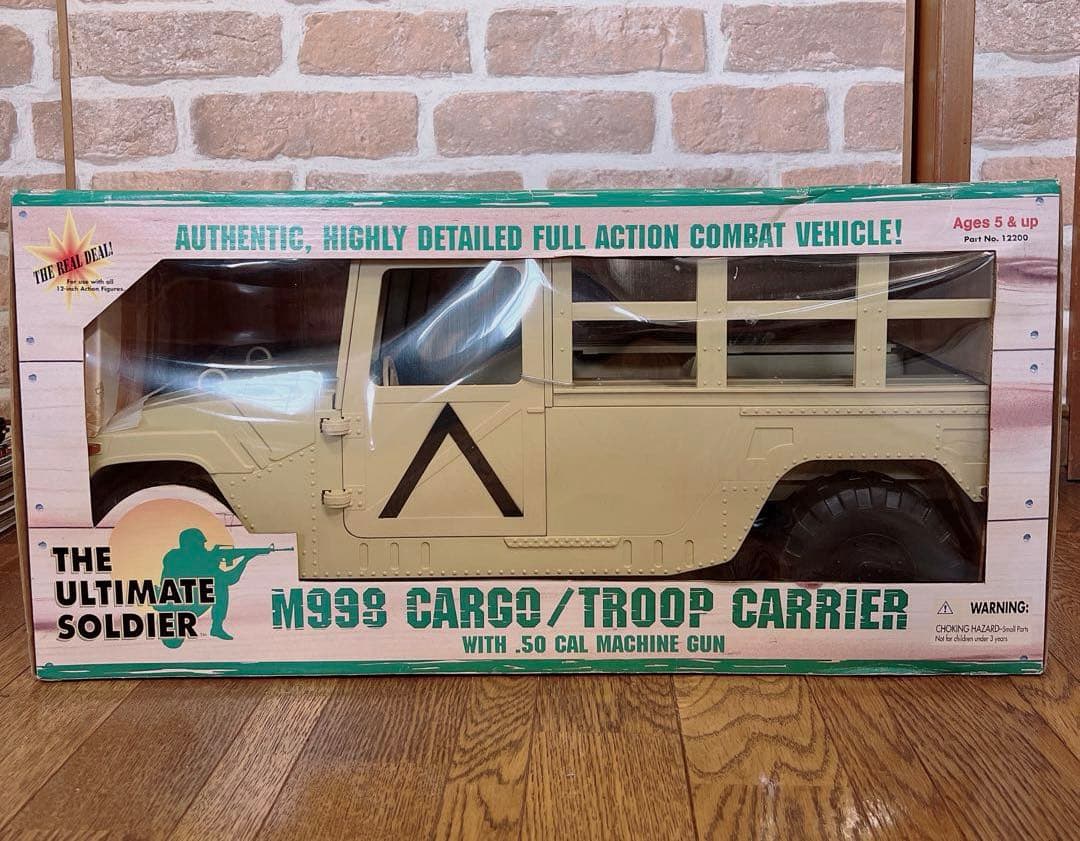 THE REAL DEAL!
For use with all
12-inch Action Figures
AUTHENTIC, HIGHLY DETAILED FULL ACTION COMBAT VEHICLE!
Ages 5 & up
Part No. 12200
THE
ULTIMATE
SOLDIER™
M998 CARGO/TROOP CARRIER
WITH .50 CAL MACHINE GUN
⚠ WARNING:
CHOKING HAZARD-Small Parts
Not for children under 3 years